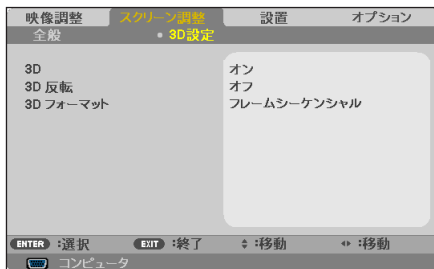 映像調整 スクリーン調整 設置 オプション
全般 ● 3D設定
3D オン
3D 反転 オフ
3D フォーマット フレームシーケンシャル
ENTER :選択 EXIT :終了 ⬍ :移動 ⬌ :移動
コンピュータ